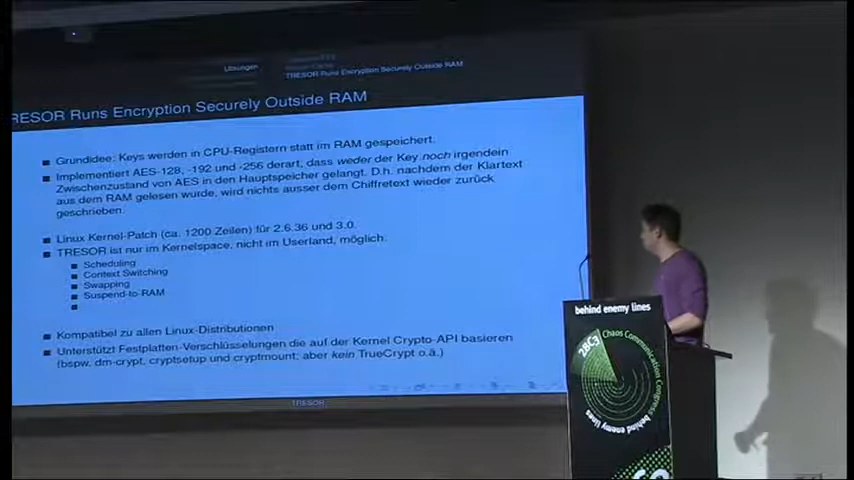 Lösungen
TRESOR Runs Encryption Securely Outside RAM
TRESOR Runs Encryption Securely Outside RAM
Grundidee: Keys werden in CPU-Registern statt im RAM gespeichert.
Implementiert AES-128, -192 und -256 derart, dass weder der Key noch irgendein
Zwischenzustand von AES in den Hauptspeicher gelangt. D.h. nachdem der Klartext
aus dem RAM gelesen wurde, wird nichts ausser dem Chiffretext wieder zurück
geschrieben.
Linux Kernel-Patch (ca. 1200 Zeilen) für 2.6.36 und 3.0.
TRESOR ist nur im Kernelspace, nicht im Userland, möglich.
Scheduling
Context Switching
Swapping
Suspend-to RAM
Kompatibel zu allen Linux-Distributionen
Unterstützt Festplatten-Verschlüsselungen die auf der Kernel Crypto-API basieren
(bspw. dm-crypt, cryptsetup und cryptmount; aber kein TrueCrypt o.ä.)
TRESOR
behind enemy lines
28C3
Chaos Communication Congress
behind enemy lines